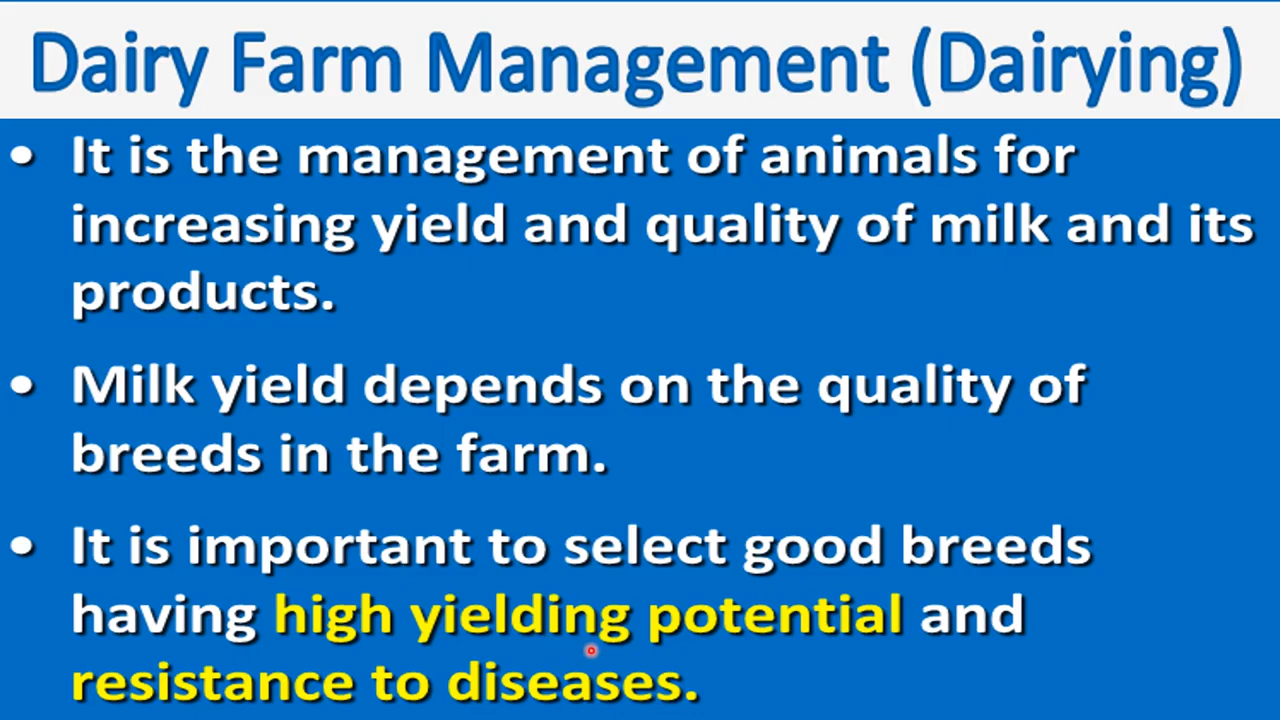 Dairy Farm Management (Dairying)
• It is the management of animals for
increasing yield and quality of milk and its
products.
• Milk yield depends on the quality of
breeds in the farm.
• It is important to select good breeds
having high yielding potential and
resistance to diseases.